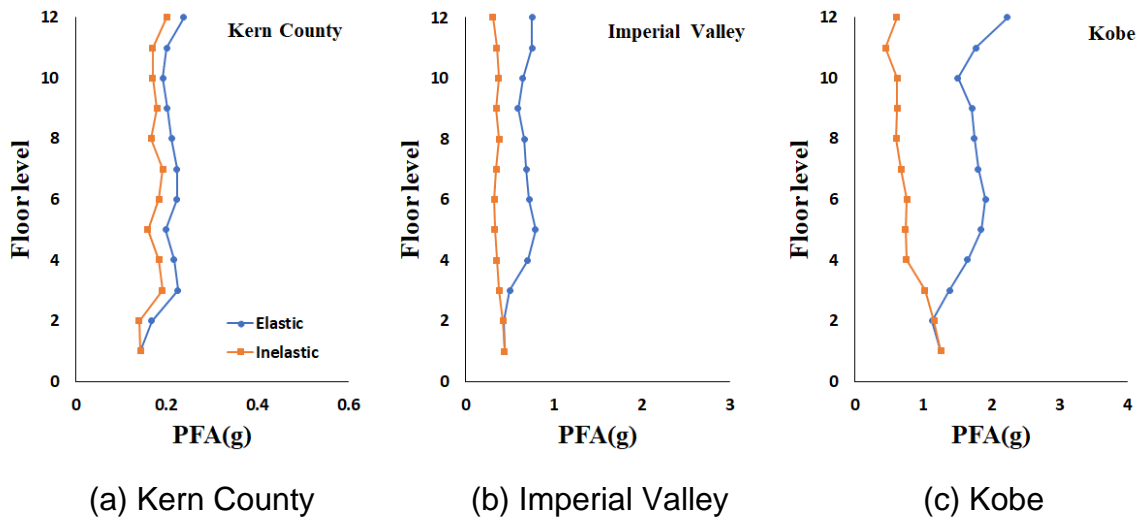 Kern County
12
10
8
6
4
2
0
Floor level
Elastic
Inelastic
0 0.2 0.4 0.6
PFA(g)
(a) Kern County
Imperial Valley
12
10
8
6
4
2
0
Floor level
0 1 2 3
PFA(g)
(b) Imperial Valley
Kobe
12
10
8
6
4
2
0
Floor level
0 1 2 3 4
PFA(g)
(c) Kobe